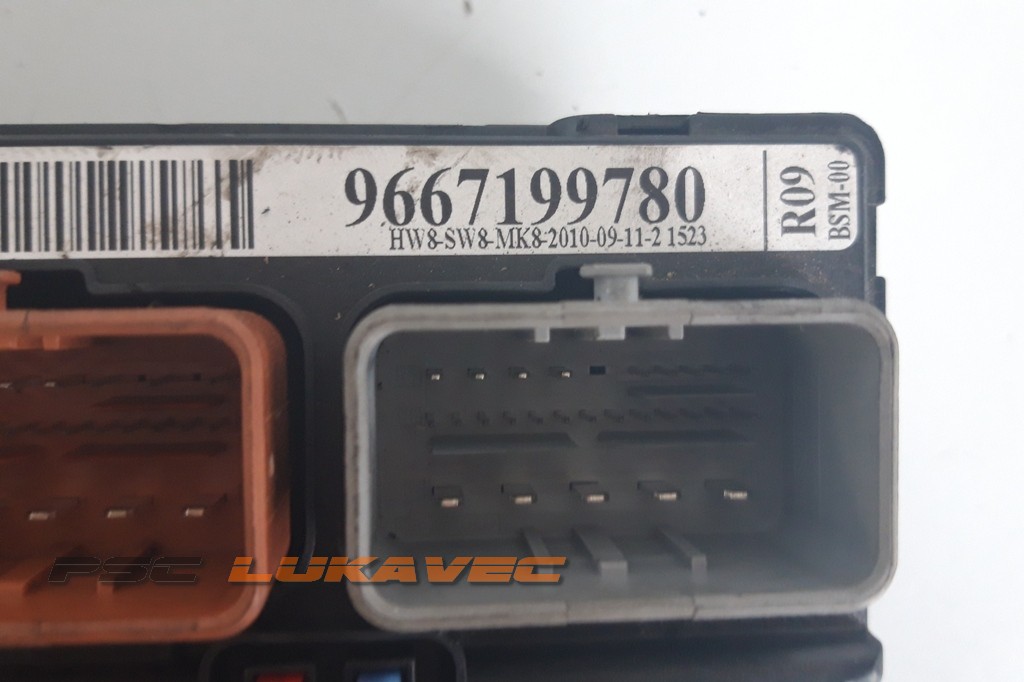 9667199780
HW8-SW8-MK8-2010-09-11-2 1523
R09
BSM-00
PSC LUKAVEC